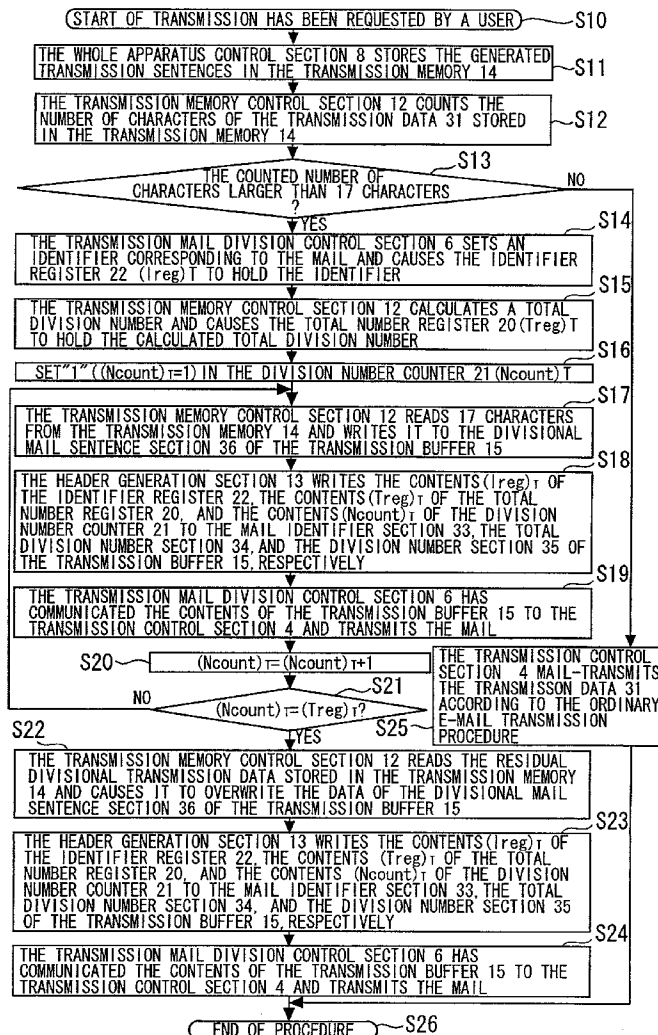 START OF TRANSMISSION HAS BEEN REQUESTED BY A USER
S10
THE WHOLE APPARATUS CONTROL SECTION 8 STORES THE GENERATED
TRANSMISSION SENTENCES IN THE TRANSMISSION MEMORY 14
S11
THE TRANSMISSION MEMORY CONTROL SECTION 12 COUNTS THE
NUMBER OF CHARACTERS OF THE TRANSMISSION DATA 31 STORED
IN THE TRANSMISSION MEMORY 14
S12
S13
THE COUNTED NUMBER OF
CHARACTERS LARGER THAN 17 CHARACTERS
?
NO
YES
S14
THE TRANSMISSION MAIL DIVISION CONTROL SECTION 6 SETS AN
IDENTIFIER CORRESPONDING TO THE MAIL AND CAUSES THE IDENTIFIER
REGISTER 22 (Ireg)T TO HOLD THE IDENTIFIER
S15
THE TRANSMISSION MEMORY CONTROL SECTION 12 CALCULATES A TOTAL
DIVISION NUMBER AND CAUSES THE TOTAL NUMBER REGISTER 20(Treg)T
TO HOLD THE CALCULATED TOTAL DIVISION NUMBER
S16
SET"1"((Ncount)T=1) IN THE DIVISION NUMBER COUNTER 21(Ncount)T
S17
THE TRANSMISSION MEMORY CONTROL SECTION 12 READS 17 CHARACTERS
FROM THE TRANSMISSION MEMORY 14 AND WRITES IT TO THE DIVISIONAL
MAIL SENTENCE SECTION 36 OF THE TRANSMISSION BUFFER 15
S18
THE HEADER GENERATION SECTION 13 WRITES THE CONTENTS(Ireg)T OF
THE IDENTIFIER REGISTER 22, THE CONTENTS(Treg)T OF THE TOTAL
NUMBER REGISTER 20, AND THE CONTENTS(Ncount)T OF THE DIVISION
NUMBER COUNTER 21 TO THE MAIL IDENTIFIER SECTION 33, THE TOTAL
DIVISION NUMBER SECTION 34, AND THE DIVISION NUMBER SECTION 35 OF
THE TRANSMISSION BUFFER 15, RESPECTIVELY
S19
THE TRANSMISSION MAIL DIVISION CONTROL SECTION 6 HAS
COMMUNICATED THE CONTENTS OF THE TRANSMISSION BUFFER 15 TO THE
TRANSMISSION CONTROL SECTION 4 AND TRANSMITS THE MAIL
S20
(Ncount)T=(Ncount)T+1
S21
NO
(Ncount)T=(Treg)T?
YES
S25
THE TRANSMISSION CONTROL
SECTION 4 MAIL-TRANSMITS
THE TRANSMISSON DATA 31
ACCORDING TO THE ORDINARY
E-MAIL TRANSMISSION
PROCEDURE
S22
THE TRANSMISSION MEMORY CONTROL SECTION 12 READS THE RESIDUAL
DIVISIONAL TRANSMISSION DATA STORED IN THE TRANSMISSION MEMORY
14 AND CAUSES IT TO OVERWRITE THE DATA OF THE DIVISIONAL MAIL
SENTENCE SECTION 36 OF THE TRANSMISSION BUFFER 15
S23
THE HEADER GENERATION SECTION 13 WRITES THE CONTENTS(Ireg)T OF
THE IDENTIFIER REGISTER 22, THE CONTENTS (Treg)T OF THE TOTAL
NUMBER REGISTER 20, AND THE CONTENTS (Ncount)T OF THE DIVISION
NUMBER COUNTER 21 TO THE MAIL IDENTIFIER SECTION 33, THE TOTAL
DIVISION NUMBER SECTION 34, AND THE DIVISION NUMBER SECTION 35
OF THE TRANSMISSION BUFFER 15, RESPECTIVELY
S24
THE TRANSMISSION MAIL DIVISION CONTROL SECTION 6 HAS
COMMUNICATED THE CONTENTS OF THE TRANSMISSION BUFFER 15 TO THE
TRANSMISSION CONTROL SECTION 4 AND TRANSMITS THE MAIL
END OF PROCEDURE
S26